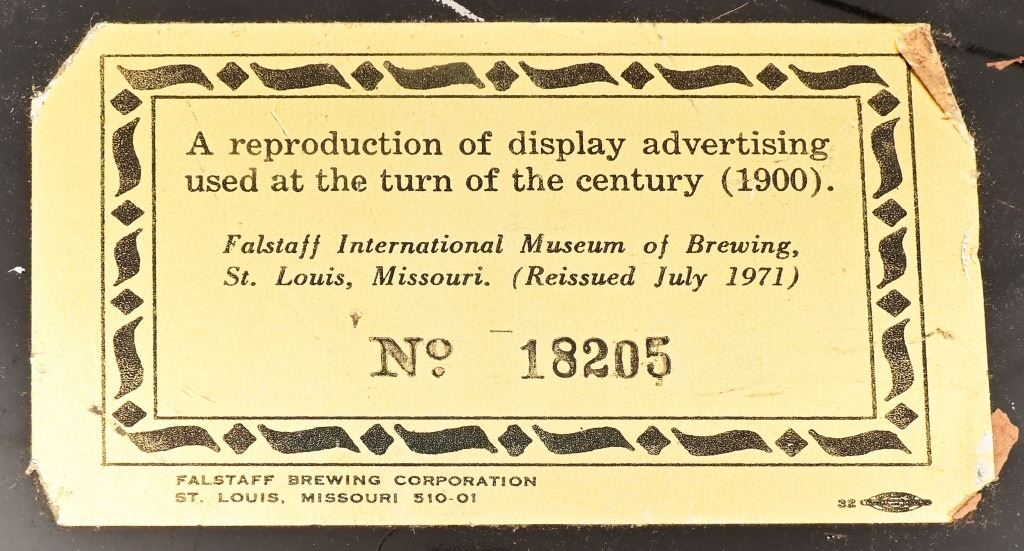 A reproduction of display advertising
used at the turn of the century (1900).
Falstaff International Museum of Brewing,
St. Louis, Missouri. (Reissued July 1971)
Nº. 18205
FALSTAFF BREWING CORPORATION
ST. LOUIS, MISSOURI 510-01
32